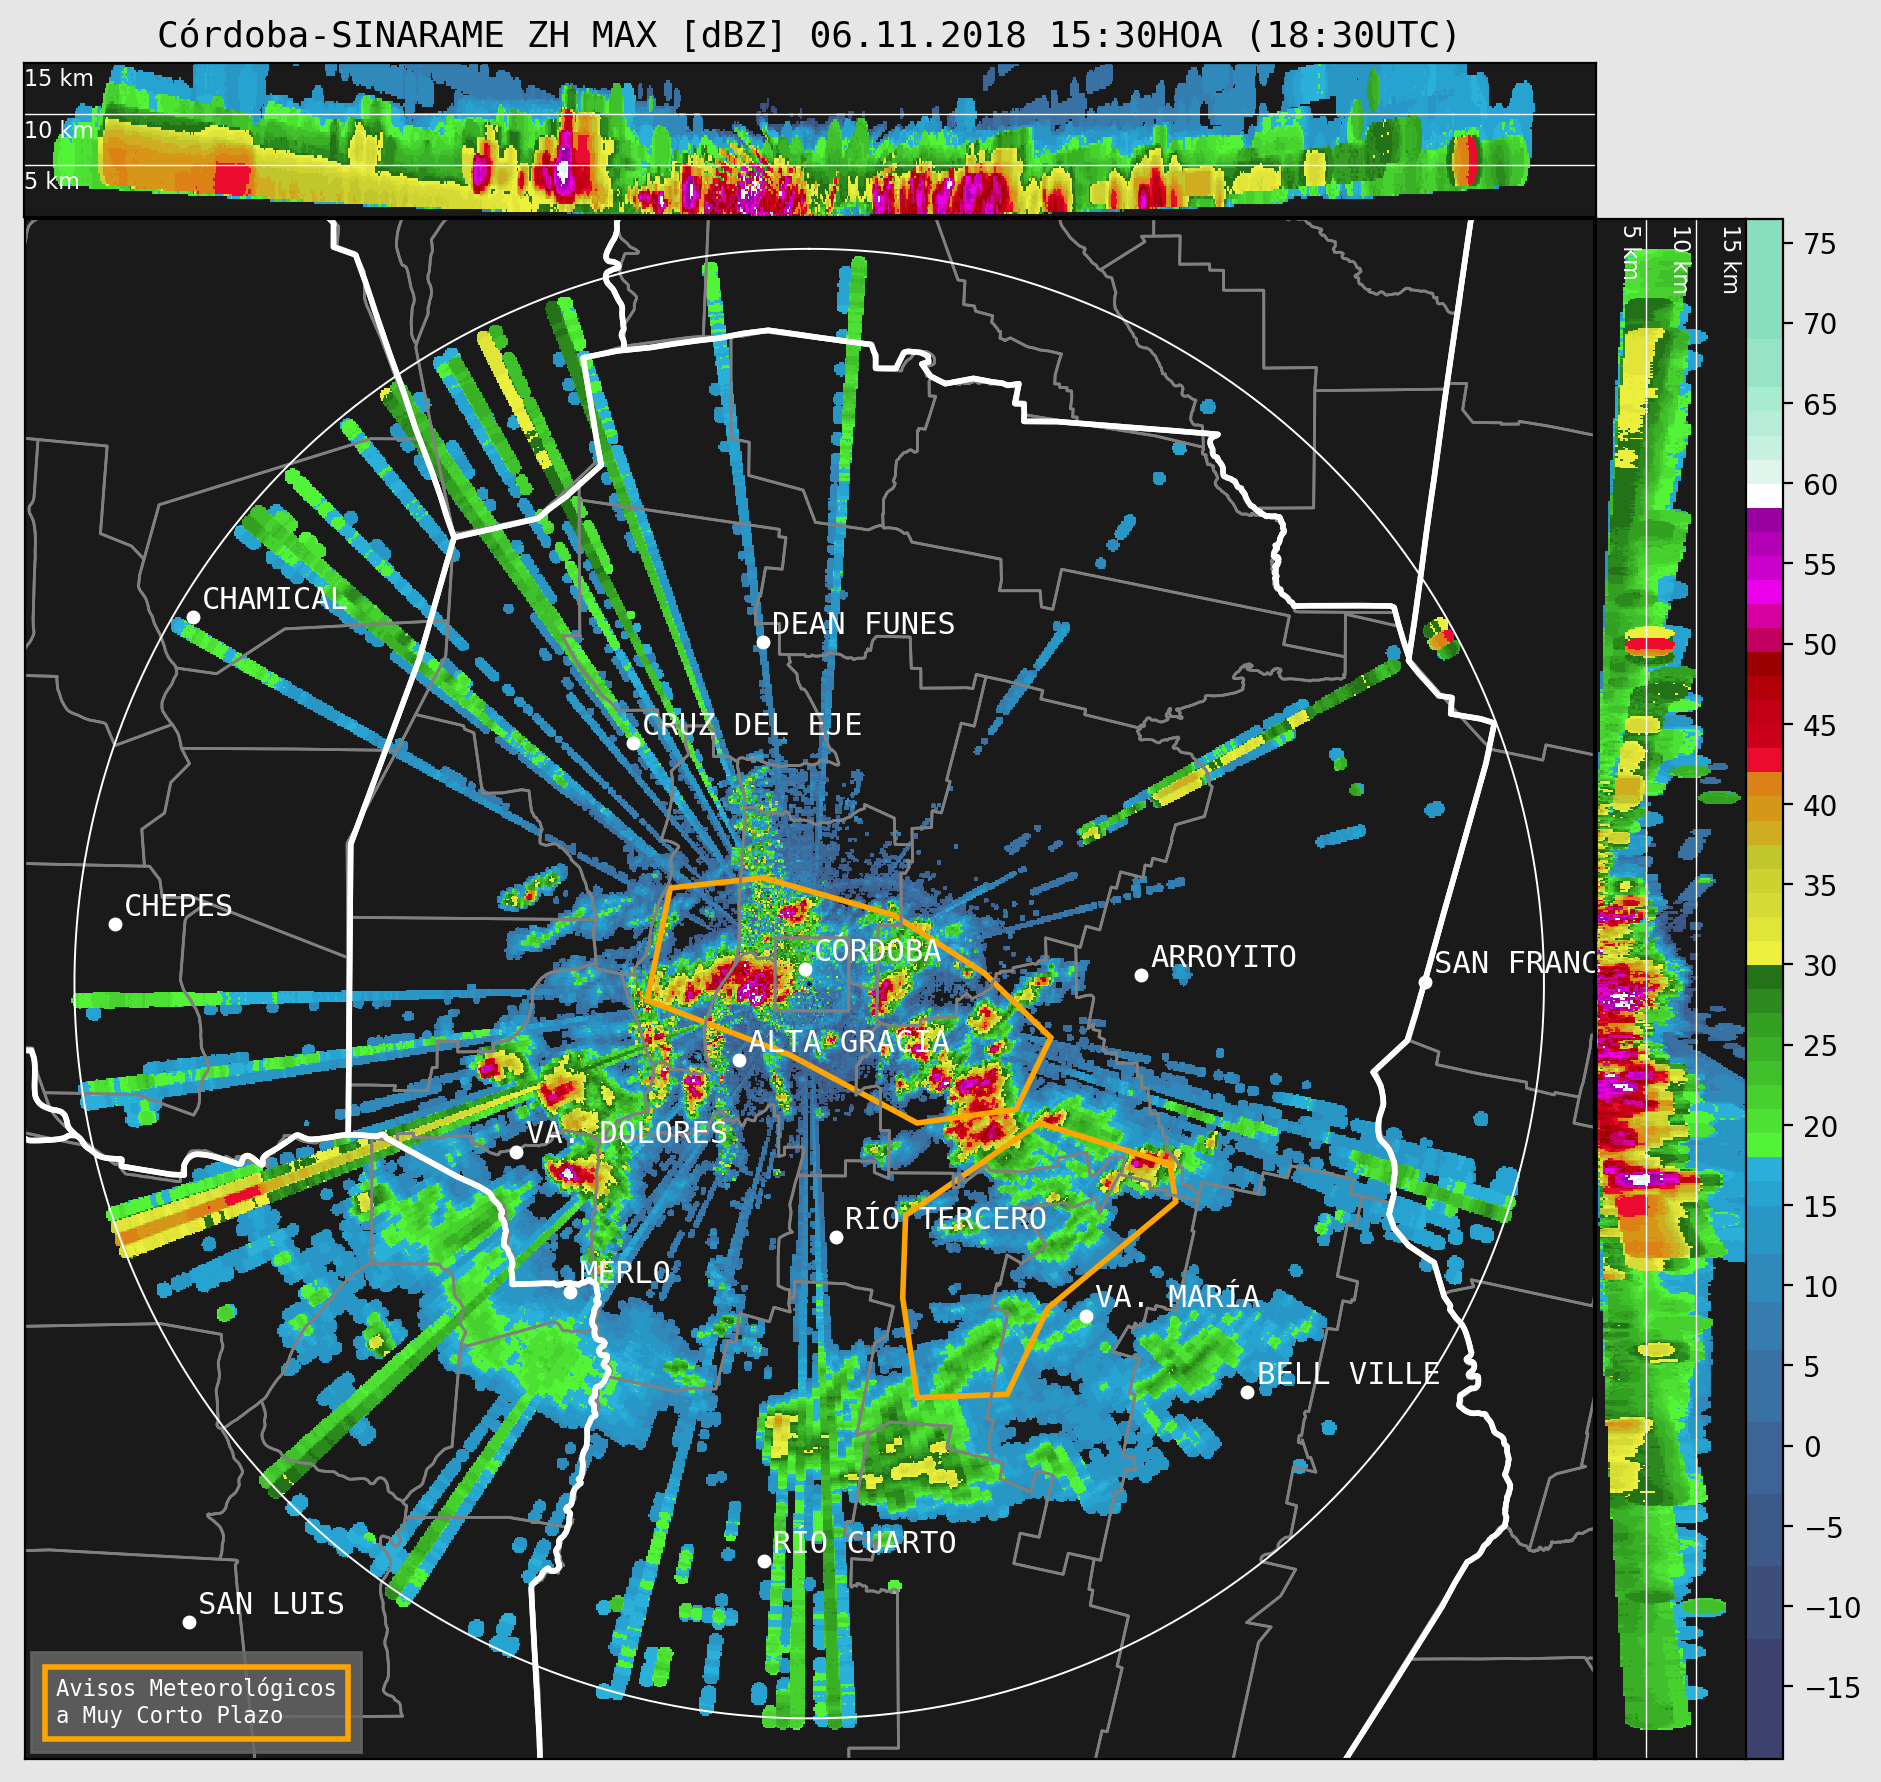 Córdoba-SINARAME ZH MAX [dBZ] 06.11.2018 15:30HOA (18:30UTC)
15 km
10 km
5 km
5 km
10 km
15 km
75
70
65
60
55
50
45
40
35
30
25
20
15
10
5
0
−5
−10
−15
CHAMICAL
DEAN FUNES
CRUZ DEL EJE
CHEPES
CÓRDOBA
ARROYITO
SAN FRANC
ALTA GRACIA
VA. DOLORES
RÍO TERCERO
MERLO
VA. MARÍA
BELL VILLE
RÍO CUARTO
SAN LUIS
Avisos Meteorológicos
a Muy Corto Plazo